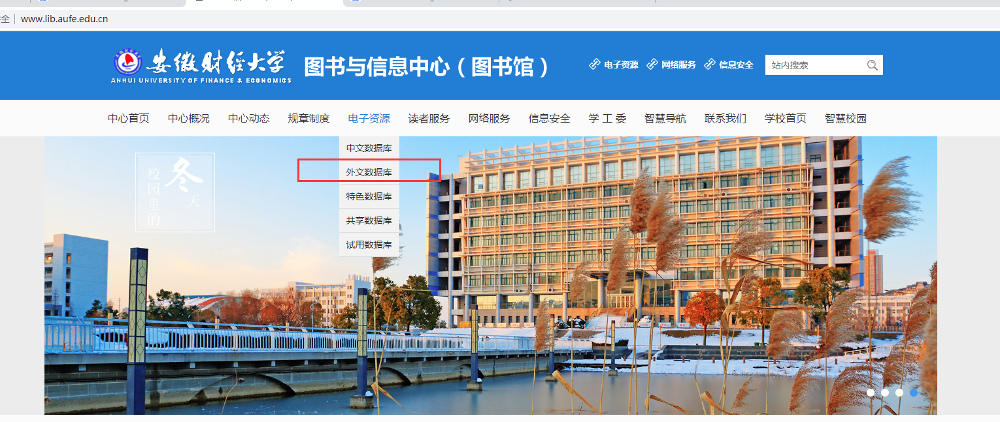 全 www.lib.aufe.edu.cn
安徽财经大学
ANHUI UNIVERSITY OF FINANCE & ECONOMICS
图书与信息中心（图书馆）
电子资源 网络服务 信息安全 站内搜索
中心首页 中心概况 中心动态 规章制度 电子资源 读者服务 网络服务 信息安全 学 工 委 智慧导航 联系我们 学校首页 智慧校园
中文数据库
外文数据库
特色数据库
共享数据库
试用数据库
校园里的
冬天